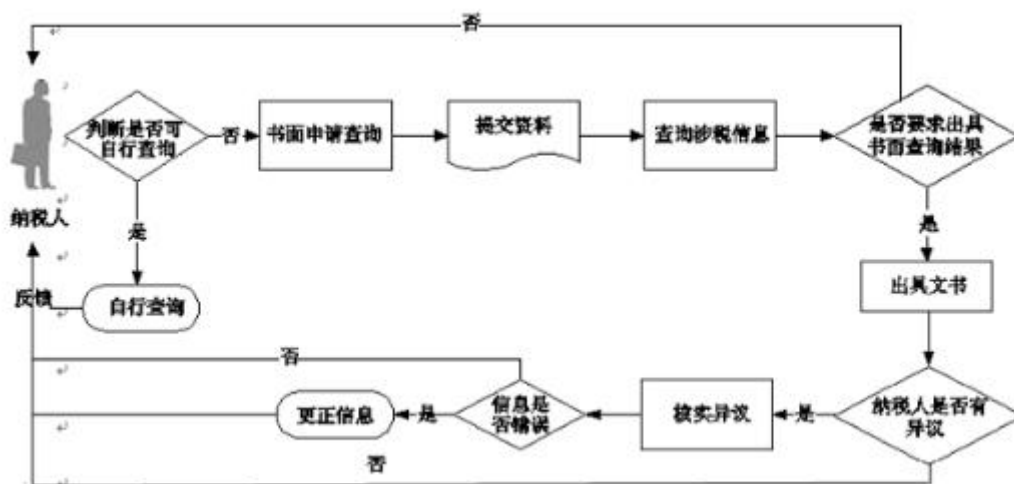 否
判断是否可
自行查询
否
书面申请查询
提交资料
查询涉税信息
是否要求出具
书面查询结果
纳税人
是
是
反馈
自行查询
出具文书
否
更正信息
是
信息是
否错误
核实异议
是
纳税人是否有
异议
否